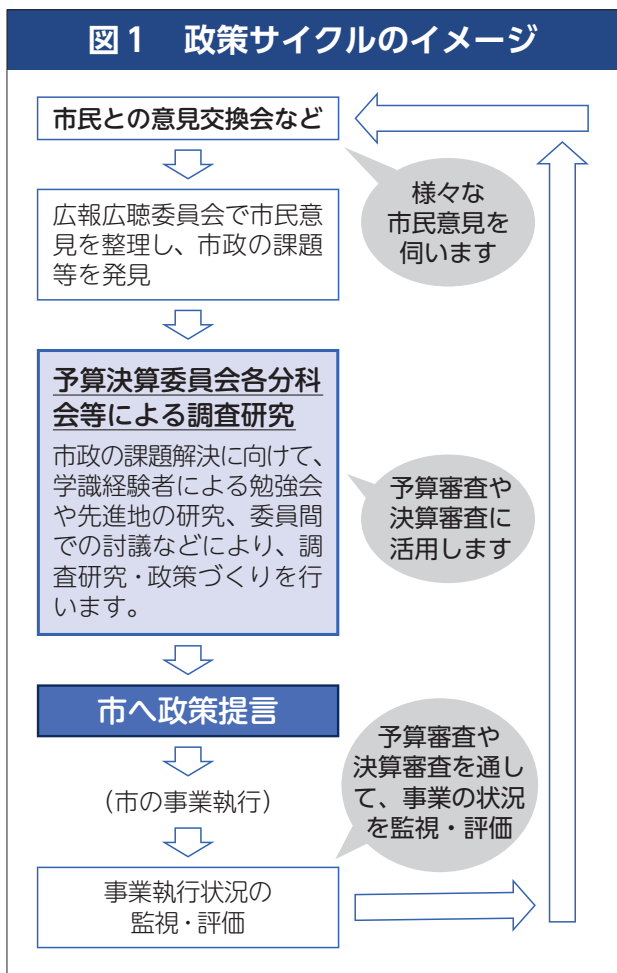 図1　政策サイクルのイメージ
市民との意見交換会など
様々な
市民意見を
伺います
広報広聴委員会で市民意
見を整理し、市政の課題
等を発見
予算決算委員会各分科
会等による調査研究
市政の課題解決に向けて、
学識経験者による勉強会
や先進地の研究、委員間
での討議などにより、調
査研究・政策づくりを行
います。
予算審査や
決算審査に
活用します
市へ政策提言
(市の事業執行)
予算審査や
決算審査を通し
て、事業の状況
を監視・評価
事業執行状況の
監視・評価